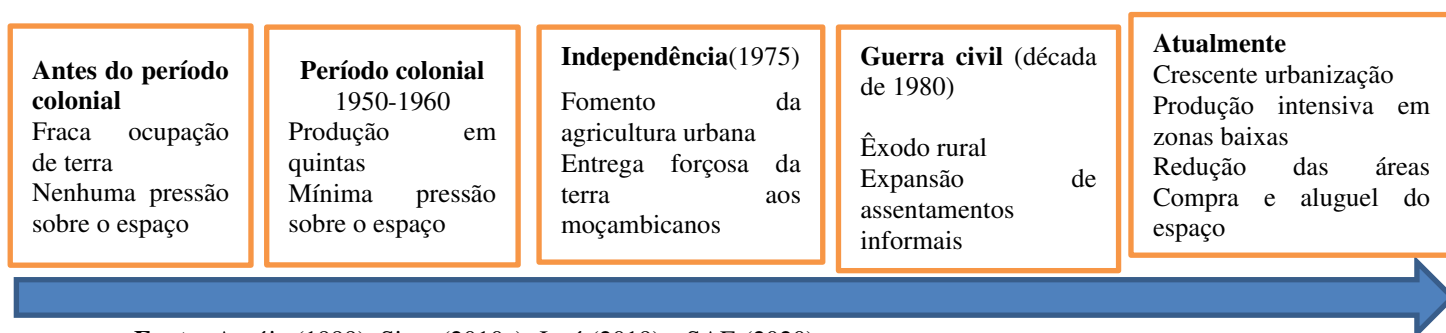 Antes do período
colonial
Fraca ocupação
de terra
Nenhuma pressão
sobre o espaço
Período colonial
1950-1960
Produção em
quintas
Mínima pressão
sobre o espaço
Independência(1975)
Fomento da
agricultura urbana
Entrega forçosa da
terra aos
moçambicanos
Guerra civil (década
de 1980)
Êxodo rural
Expansão de
assentamentos
informais
Atualmente
Crescente urbanização
Produção intensiva em
zonas baixas
Redução das áreas
Compra e aluguel do
espaço